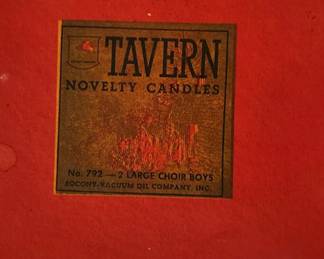 TAVERN
NOVELTY CANDLES
No. 792 — 2 LARGE CHOIR BOYS
SOCONY-VACUUM OIL COMPANY, INC.